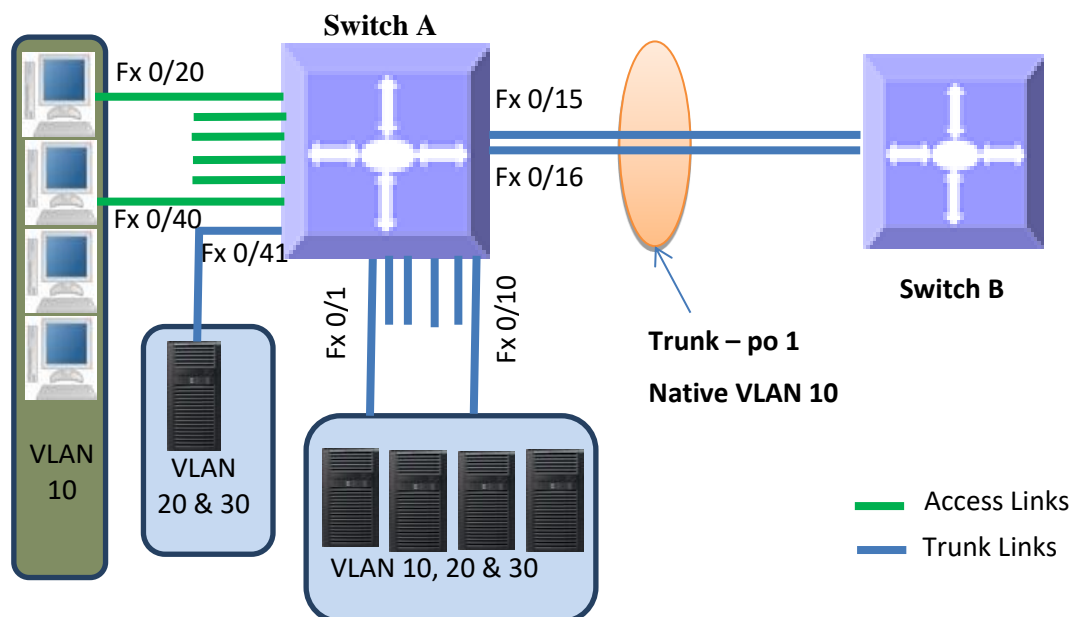 Switch A
Fx 0/20
Fx 0/15
Fx 0/16
Fx 0/40
Fx 0/41
Fx 0/1
Fx 0/10
Switch B
Trunk – po 1
Native VLAN 10
VLAN
10
VLAN
20 & 30
VLAN 10, 20 & 30
Access Links
Trunk Links